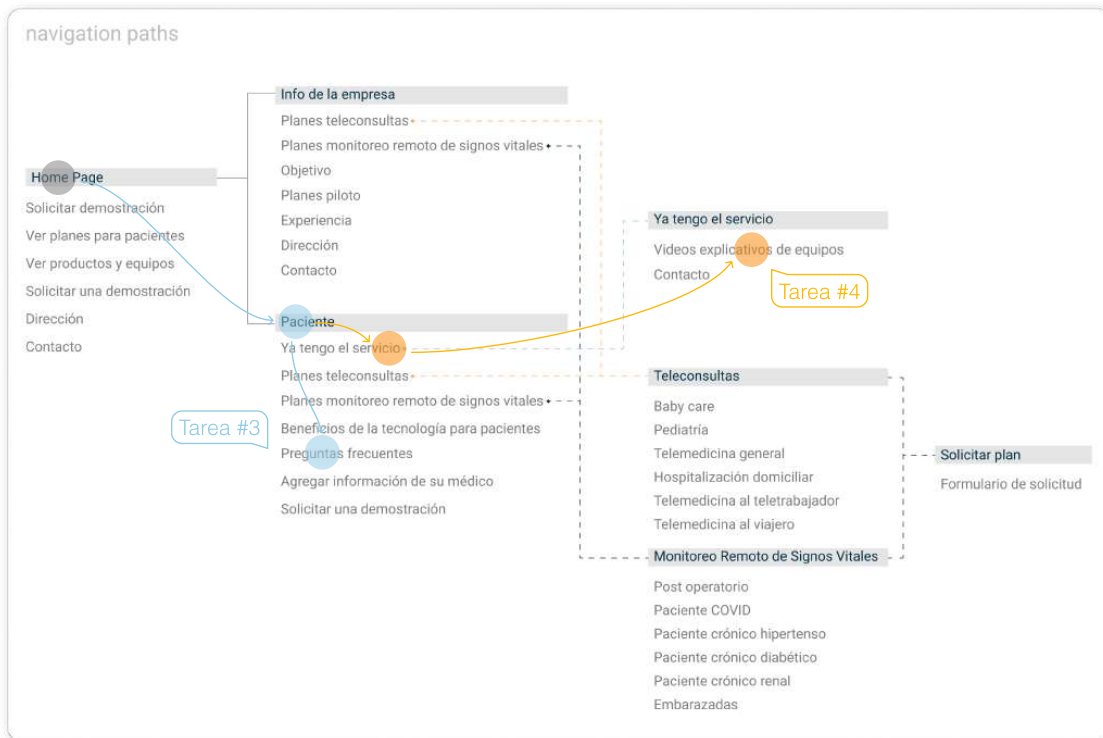 navigation paths
Home Page
Solicitar demostración
Ver planes para pacientes
Ver productos y equipos
Solicitar una demostración
Dirección
Contacto
Info de la empresa
Planes teleconsultas
Planes monitoreo remoto de signos vitales
Objetivo
Planes piloto
Experiencia
Dirección
Contacto
Paciente
Ya tengo el servicio
Planes teleconsultas
Planes monitoreo remoto de signos vitales
Beneficios de la tecnología para pacientes
Preguntas frecuentes
Agregar información de su médico
Solicitar una demostración
Tarea #3
Ya tengo el servicio
Videos explicativos de equipos
Contacto
Tarea #4
Teleconsultas
Baby care
Pediatría
Telemedicina general
Hospitalización domiciliar
Telemedicina al teletrabajador
Telemedicina al viajero
Monitoreo Remoto de Signos Vitales
Post operatorio
Paciente COVID
Paciente crónico hipertenso
Paciente crónico diabético
Paciente crónico renal
Embarazadas
Solicitar plan
Formulario de solicitud